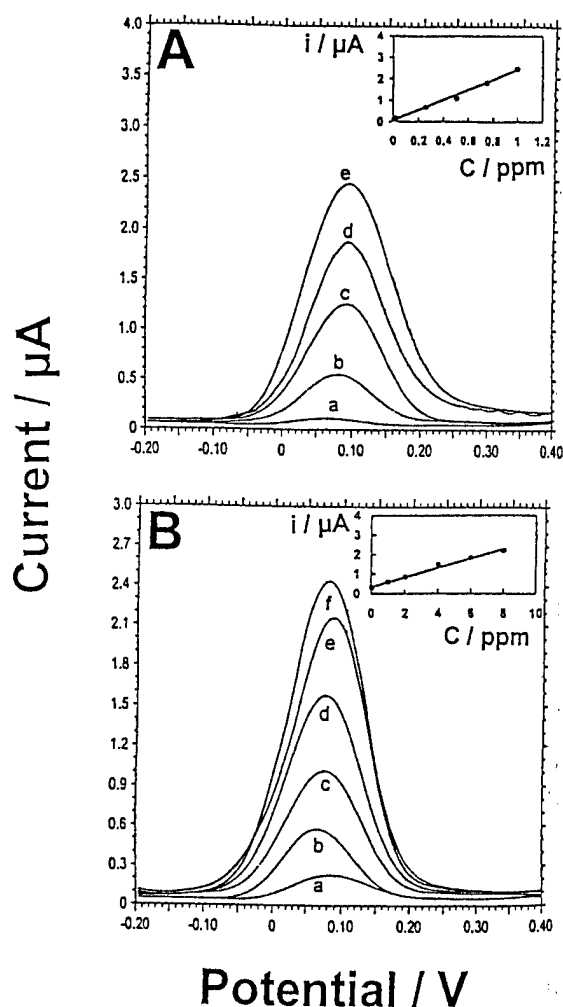 A
i / µA
4
3
2
1
0
0 0.2 0.4 0.6 0.8 1 1.2
C / ppm
4.0
3.5
3.0
2.5
2.0
1.5
1.0
0.5
0
e
d
c
b
a
-0.20 -0.10 0 0.10 0.20 0.30 0.40
Current / µA
B
i / µA
4
3
2
1
0
0 2 4 6 8 10
C / ppm
3.0
2.7
2.4
2.1
1.8
1.5
1.2
0.9
0.6
0.3
0
f
e
d
c
b
a
-0.20 -0.10 0 0.10 0.20 0.30 0.40
Potential / V